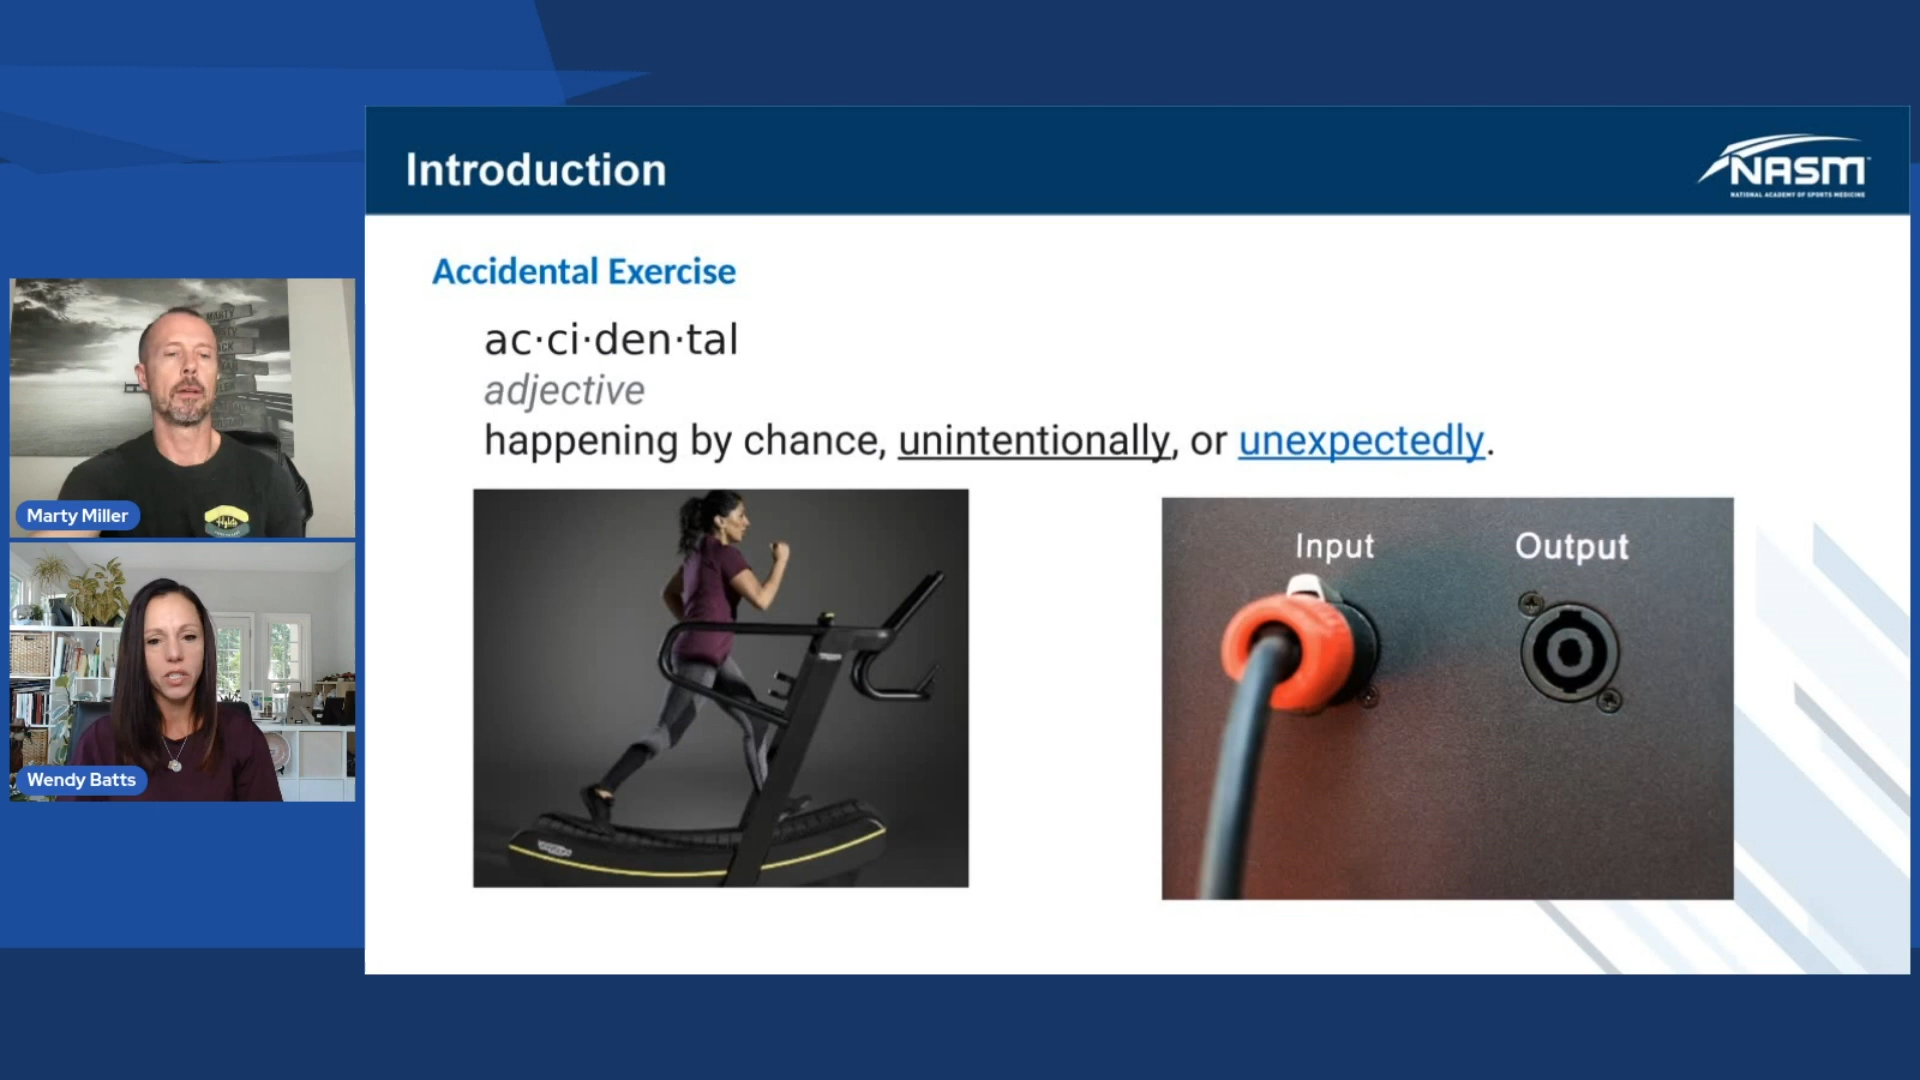 Introduction
NASM
NATIONAL ACADEMY OF SPORTS MEDICINE
Accidental Exercise
ac·ci·den·tal
adjective
happening by chance, unintentionally, or unexpectedly.
Input
Output
MARTY
Marty Miller
Wendy Batts